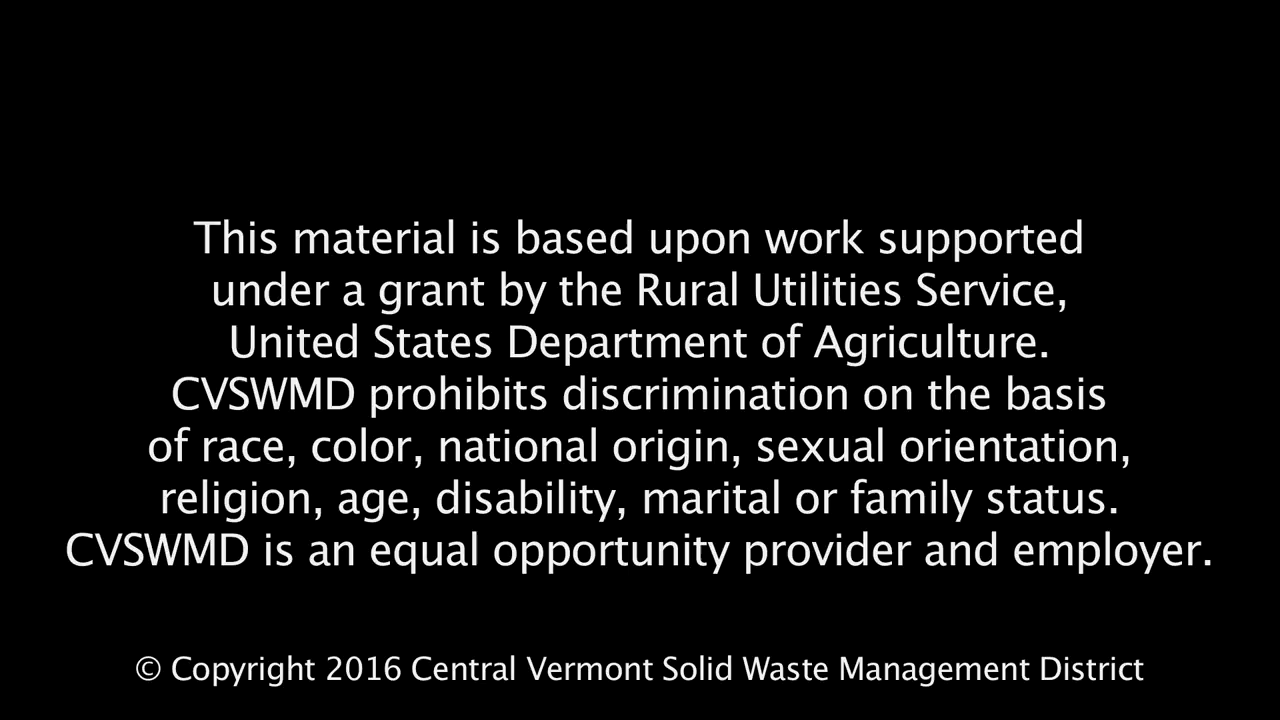 This material is based upon work supported
under a grant by the Rural Utilities Service,
United States Department of Agriculture.
CVSWMD prohibits discrimination on the basis
of race, color, national origin, sexual orientation,
religion, age, disability, marital or family status.
CVSWMD is an equal opportunity provider and employer.
© Copyright 2016 Central Vermont Solid Waste Management District